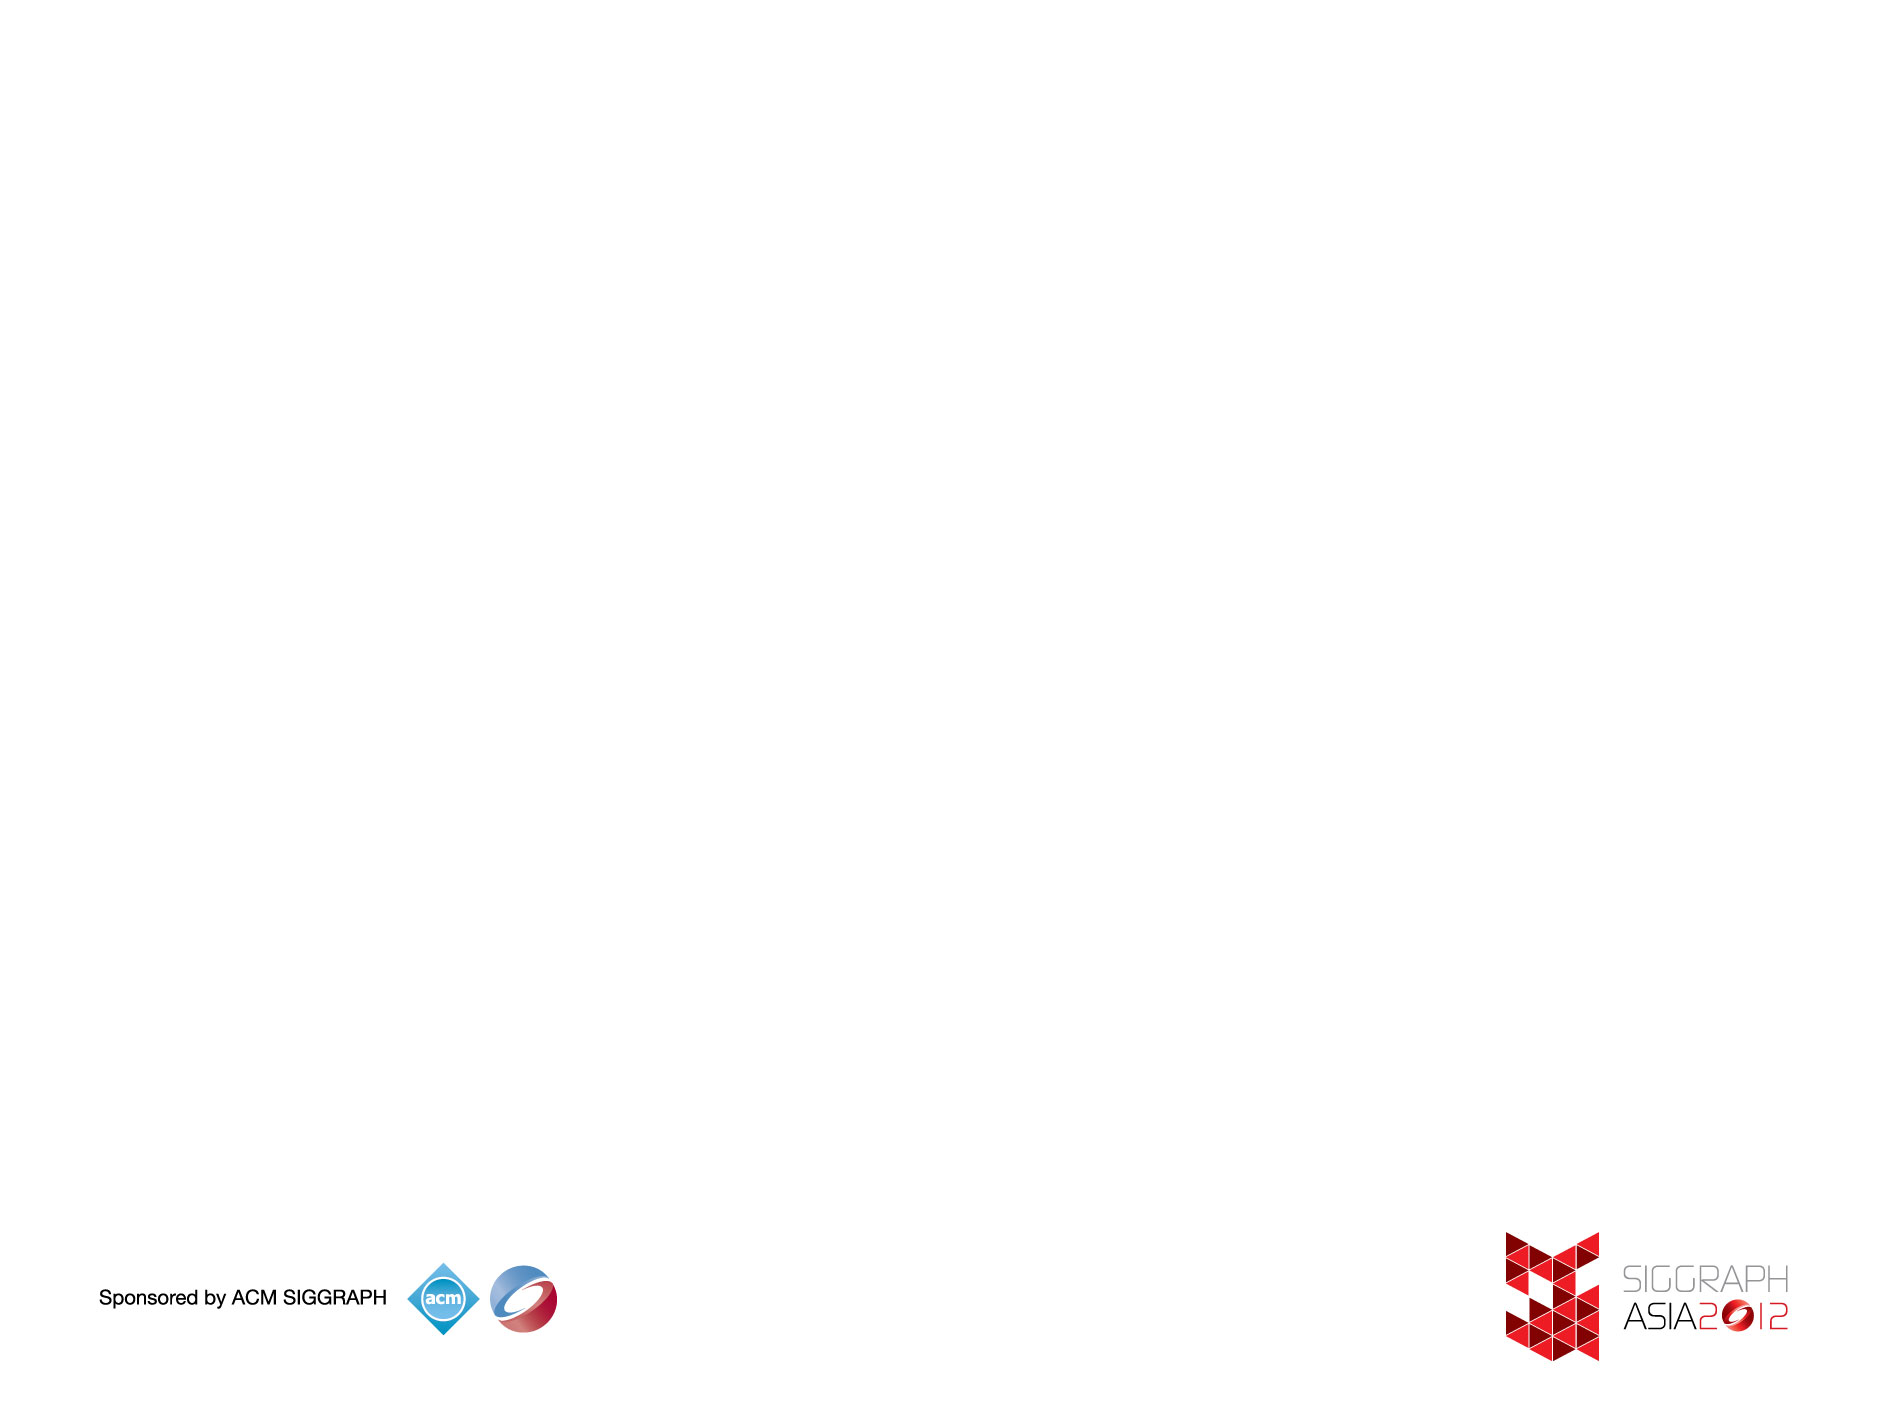 Sponsored by ACM SIGGRAPH
acm
SIGGRAPH
ASIA2012